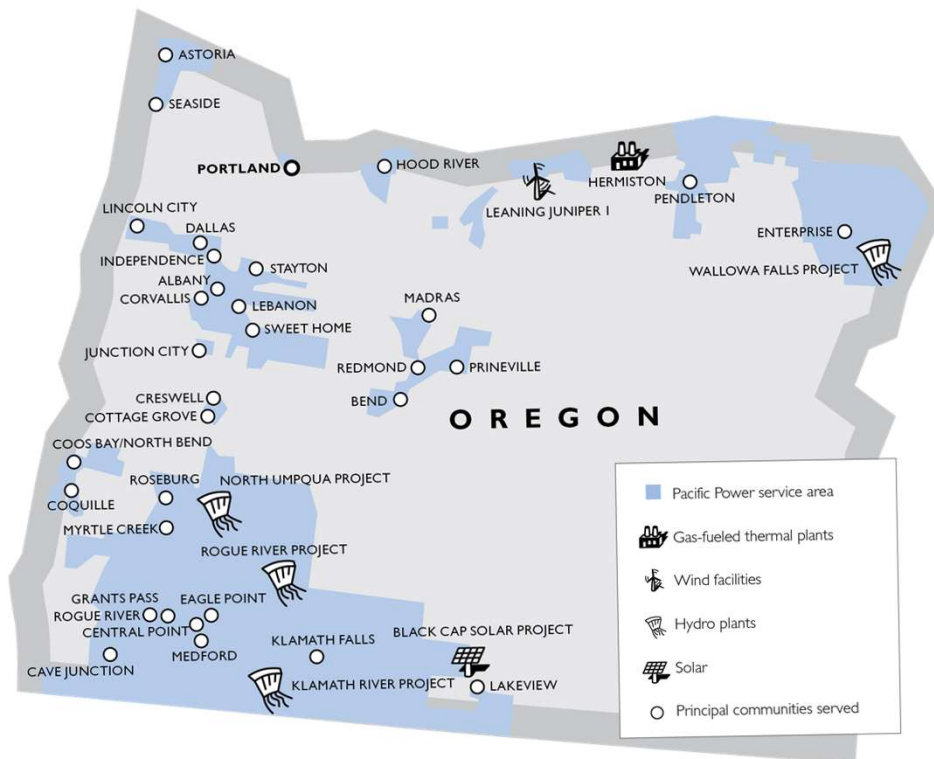 ASTORIA
SEASIDE
PORTLAND
HOOD RIVER
HERMISTON
LEANING JUNIPER I
PENDLETON
LINCOLN CITY
DALLAS
ENTERPRISE
INDEPENDENCE
STAYTON
WALLOWA FALLS PROJECT
ALBANY
CORVALLIS
LEBANON
MADRAS
SWEET HOME
JUNCTION CITY
REDMOND
PRINEVILLE
CRESWELL
BEND
COTTAGE GROVE
OREGON
COOS BAY/NORTH BEND
ROSEBURG
NORTH UMPQUA PROJECT
COQUILLE
MYRTLE CREEK
ROGUE RIVER PROJECT
GRANTS PASS
EAGLE POINT
ROGUE RIVER
CENTRAL POINT
KLAMATH FALLS
BLACK CAP SOLAR PROJECT
MEDFORD
CAVE JUNCTION
KLAMATH RIVER PROJECT
LAKEVIEW
Pacific Power service area
Gas-fueled thermal plants
Wind facilities
Hydro plants
Solar
Principal communities served